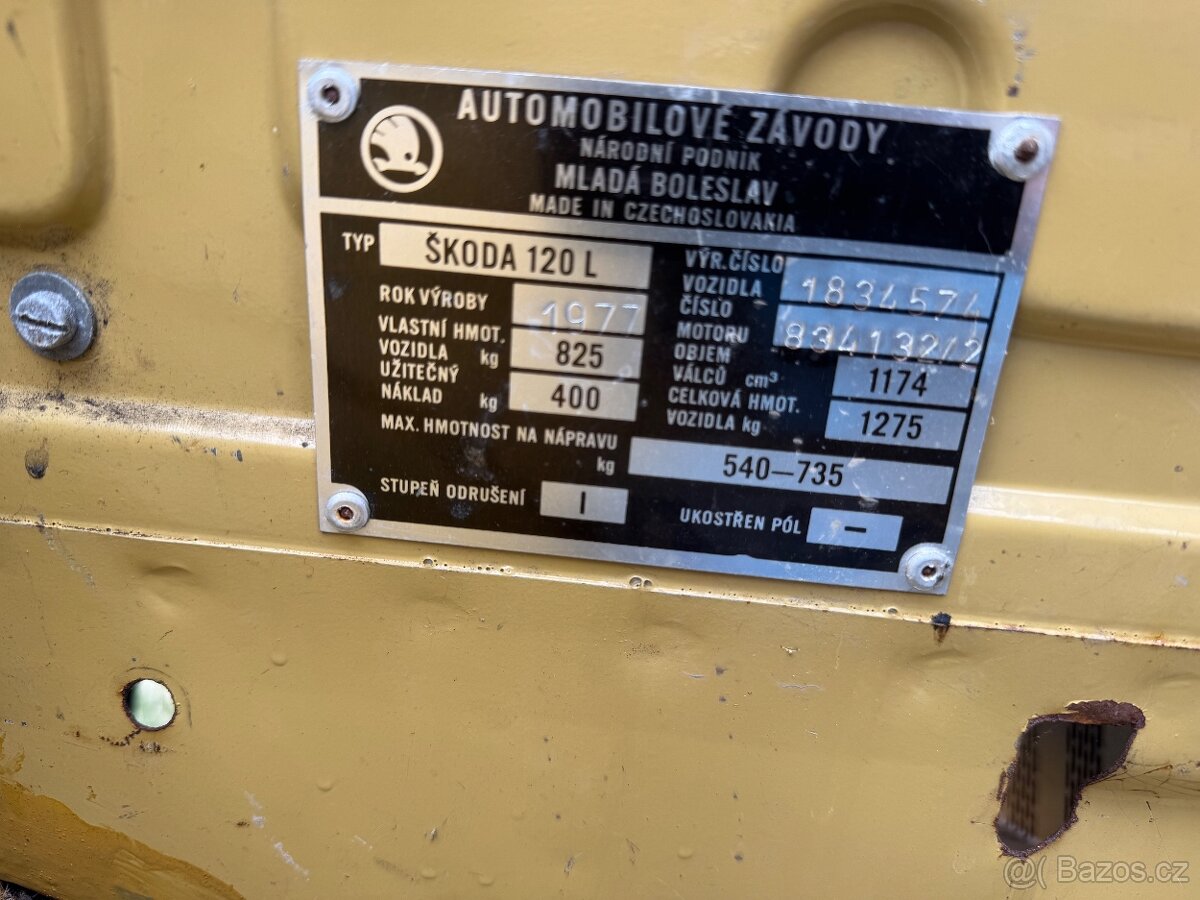 AUTOMOBILOVÉ ZÁVODY
NÁRODNÍ PODNIK
MLADÁ BOLESLAV
MADE IN CZECHOSLOVAKIA
TYP ŠKODA 120 L
ROK VÝROBY 1977
VLASTNÍ HMOT.
VOZIDLA kg 825
UŽITEČNÝ
NÁKLAD kg 400
VÝR. ČÍSLO
VOZIDLA 1834574
ČÍSLO
MOTORU 834132/2
OBJEM
VÁLCŮ cm³ 1174
CELKOVÁ HMOT.
VOZIDLA kg 1275
MAX. HMOTNOST NA NÁPRAVU
kg 540–735
STUPEŇ ODRUŠENÍ I
UKOSTŘEN PÓL –
Bazos.cz